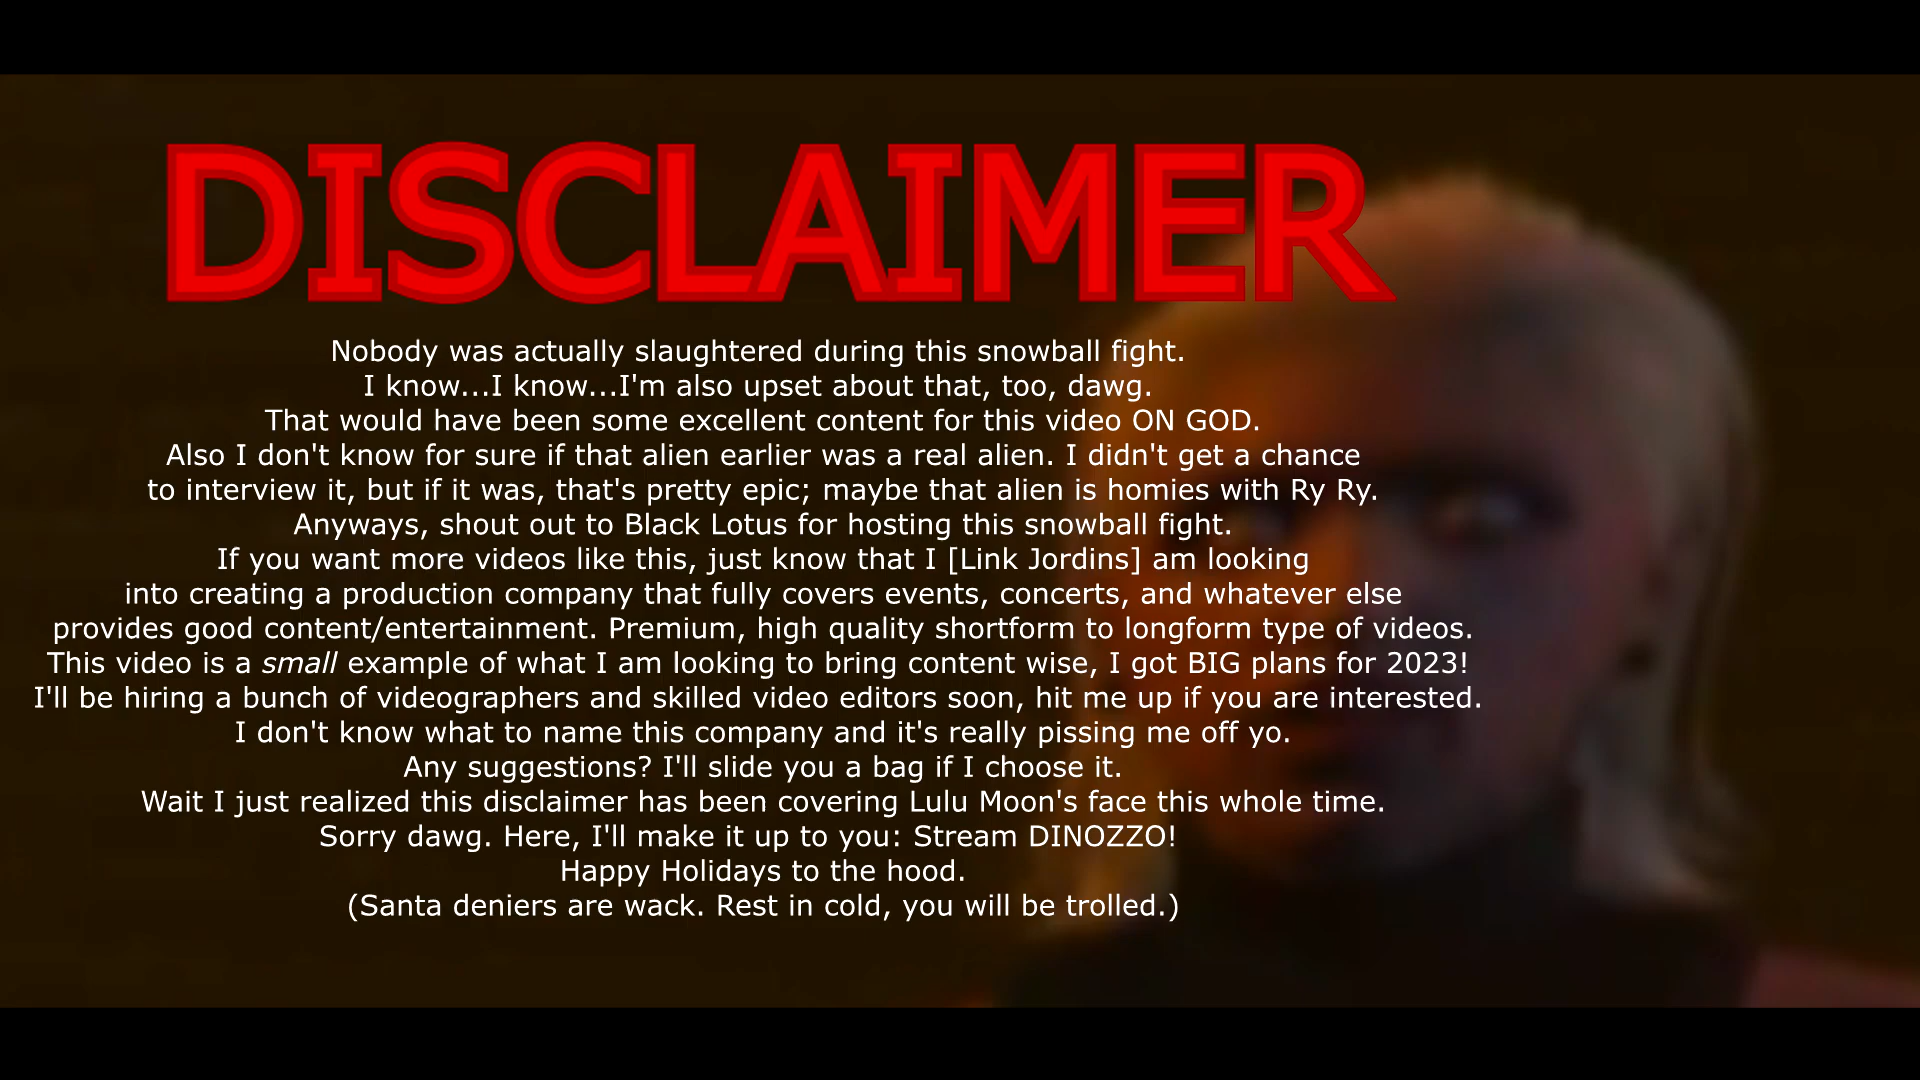 DISCLAIMER
Nobody was actually slaughtered during this snowball fight.
I know...I know...I'm also upset about that, too, dawg.
That would have been some excellent content for this video ON GOD.
Also I don't know for sure if that alien earlier was a real alien. I didn't get a chance
to interview it, but if it was, that's pretty epic; maybe that alien is homies with Ry Ry.
Anyways, shout out to Black Lotus for hosting this snowball fight.
If you want more videos like this, just know that I [Link Jordins] am looking
into creating a production company that fully covers events, concerts, and whatever else
provides good content/entertainment. Premium, high quality shortform to longform type of videos.
This video is a small example of what I am looking to bring content wise, I got BIG plans for 2023!
I'll be hiring a bunch of videographers and skilled video editors soon, hit me up if you are interested.
I don't know what to name this company and it's really pissing me off yo.
Any suggestions? I'll slide you a bag if I choose it.
Wait I just realized this disclaimer has been covering Lulu Moon's face this whole time.
Sorry dawg. Here, I'll make it up to you: Stream DINOZZO!
Happy Holidays to the hood.
(Santa deniers are wack. Rest in cold, you will be trolled.)